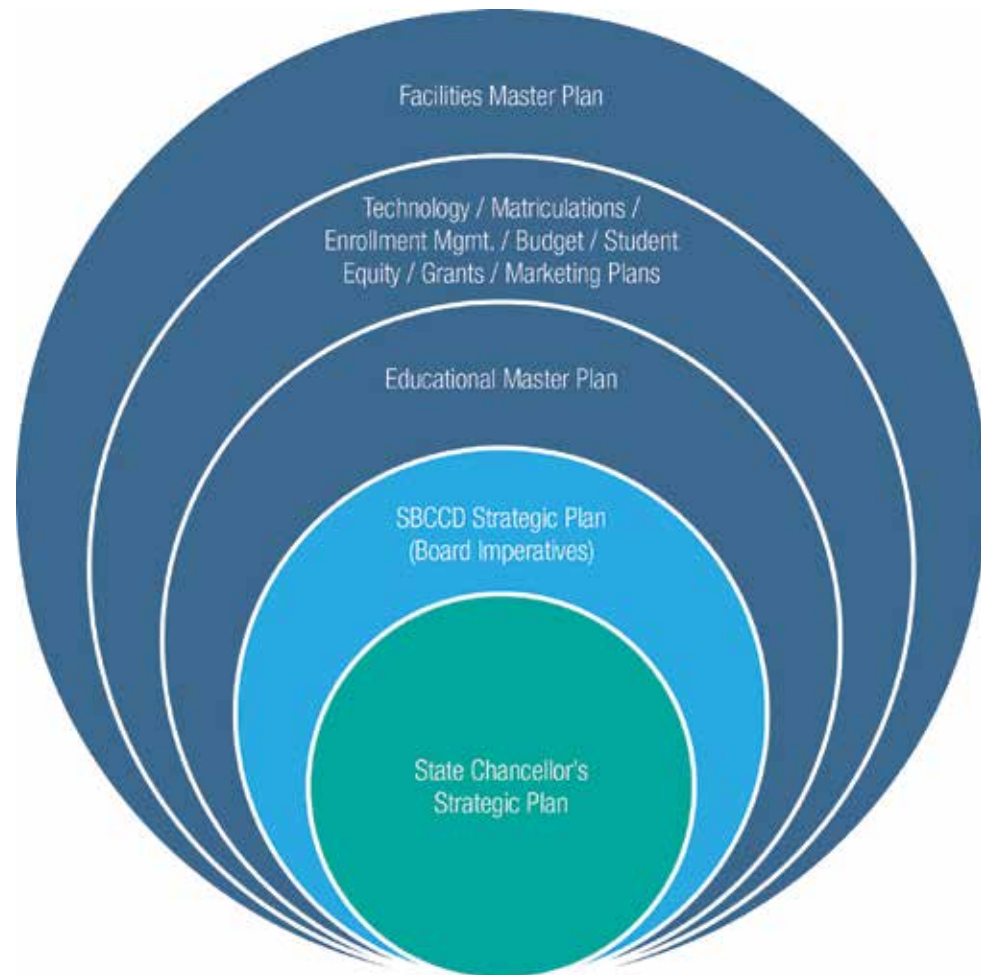 Facilities Master Plan
Technology / Matriculations /
Enrollment Mgmt. / Budget / Student
Equity / Grants / Marketing Plans
Educational Master Plan
SBCCD Strategic Plan
(Board Imperatives)
State Chancellor's
Strategic Plan